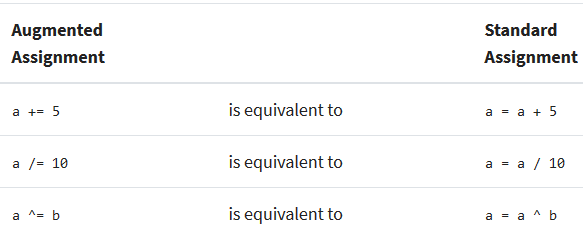 Augmented Standard
Assignment Assignment
a += 5 is equivalent to a = a + 5
a /= 10 is equivalent to a = a / 10
a ^= b is equivalent to a = a ^ b